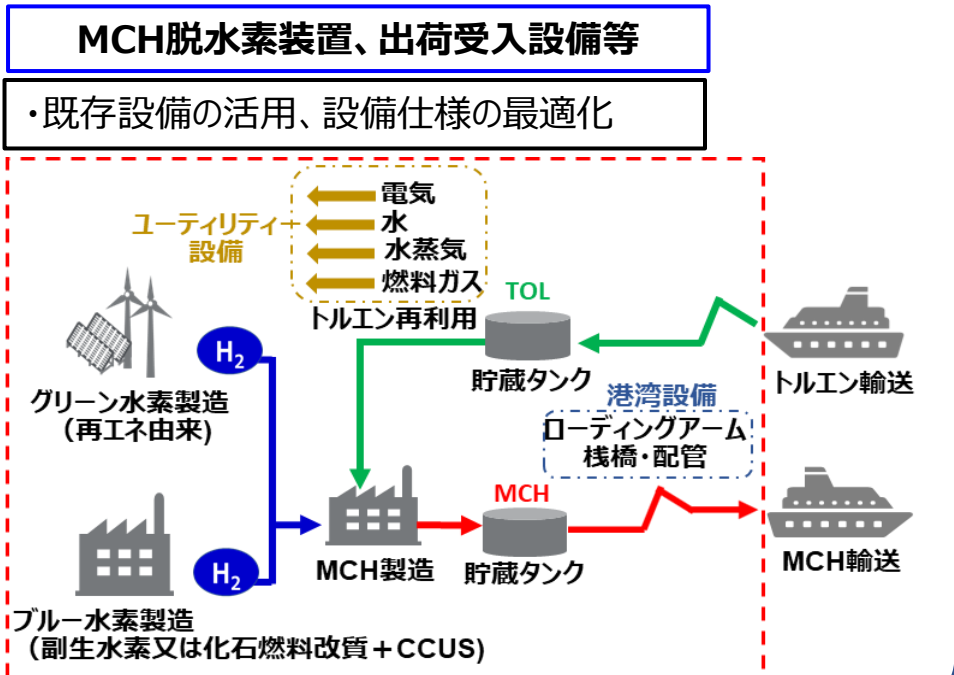 MCH脱水素装置、出荷受入設備等
・既存設備の活用、設備仕様の最適化
電気
水
水蒸気
燃料ガス
ユーティリティー
設備
トルエン再利用
TOL
貯蔵タンク
トルエン輸送
H2
グリーン水素製造
（再エネ由来)
港湾設備
ローディングアーム
桟橋・配管
MCH
MCH製造
貯蔵タンク
MCH輸送
H2
ブルー水素製造
（副生水素又は化石燃料改質＋CCUS)